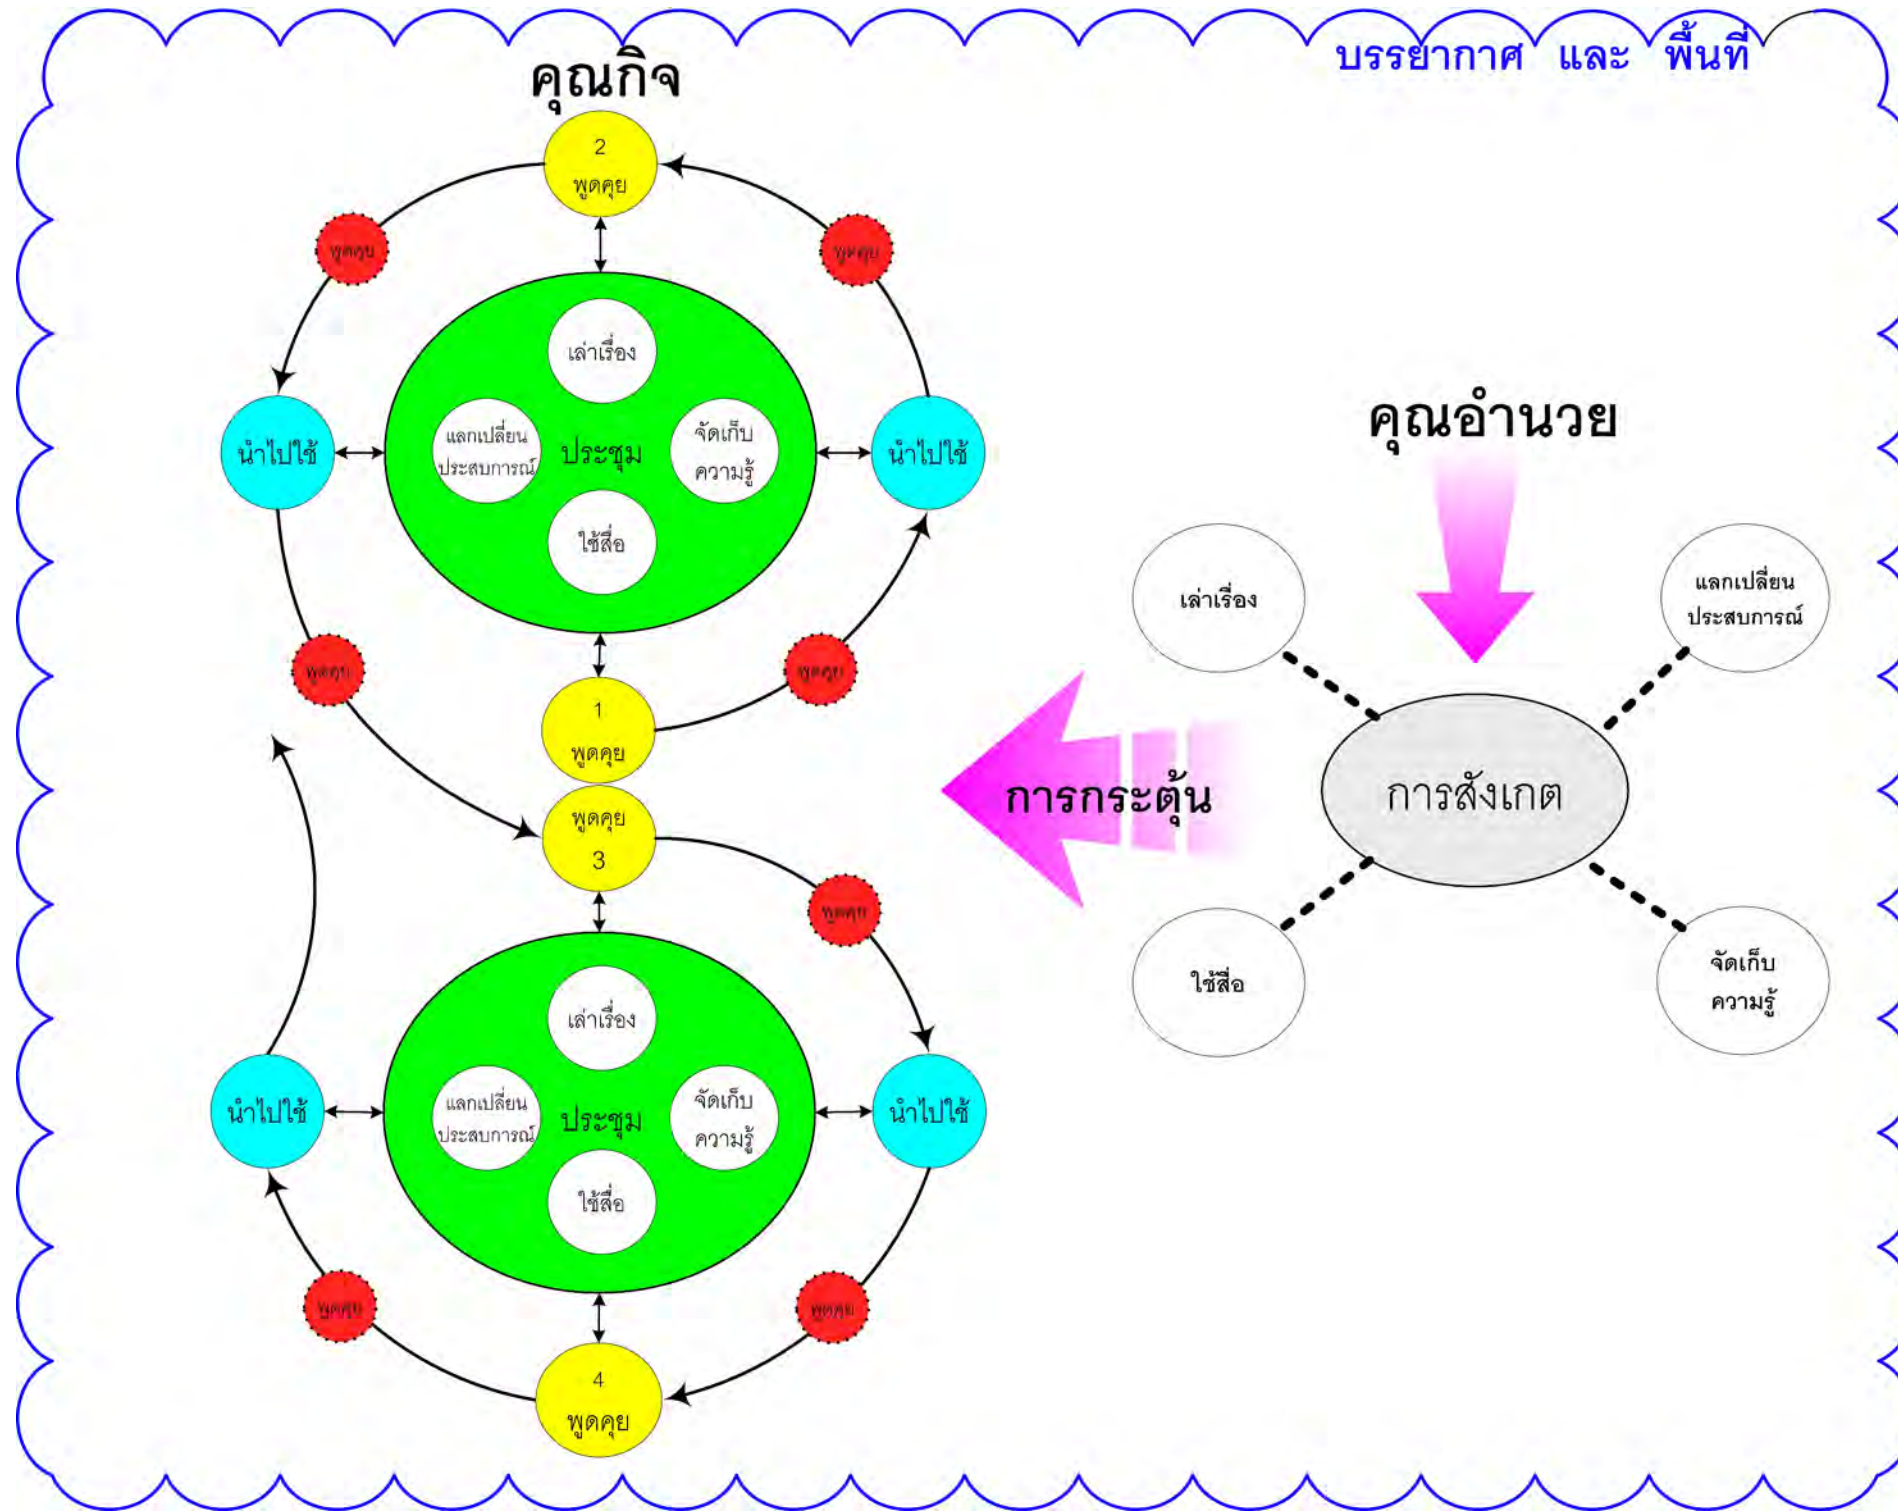 บรรยากาศ และ พื้นที่
คุณกิจ
2
พูดคุย
พูดคุย
พูดคุย
เล่าเรื่อง
นำไปใช้
แลกเปลี่ยน
ประสบการณ์
ประชุม
จัดเก็บ
ความรู้
นำไปใช้
ใช้สื่อ
พูดคุย
พูดคุย
1
พูดคุย
พูดคุย
3
พูดคุย
เล่าเรื่อง
นำไปใช้
แลกเปลี่ยน
ประสบการณ์
ประชุม
จัดเก็บ
ความรู้
นำไปใช้
ใช้สื่อ
พูดคุย
พูดคุย
4
พูดคุย
คุณอำนวย
เล่าเรื่อง
แลกเปลี่ยน
ประสบการณ์
การกระตุ้น
การสังเกต
ใช้สื่อ
จัดเก็บ
ความรู้